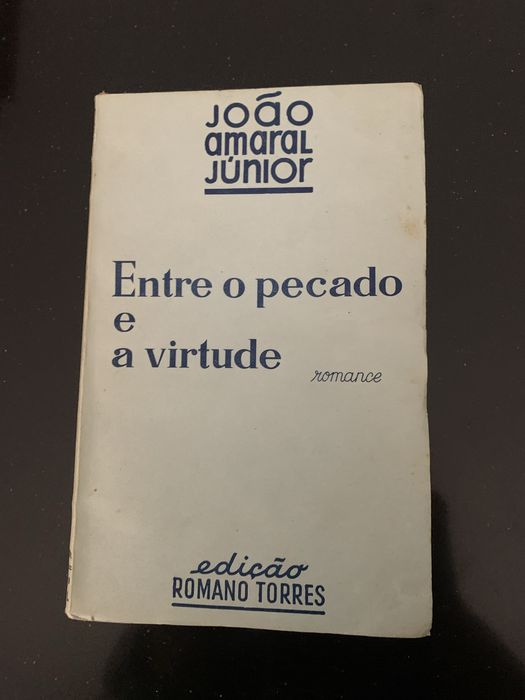 João
amaral
Júnior
Entre o pecado
e
a virtude
romance
edição
ROMANO TORRES